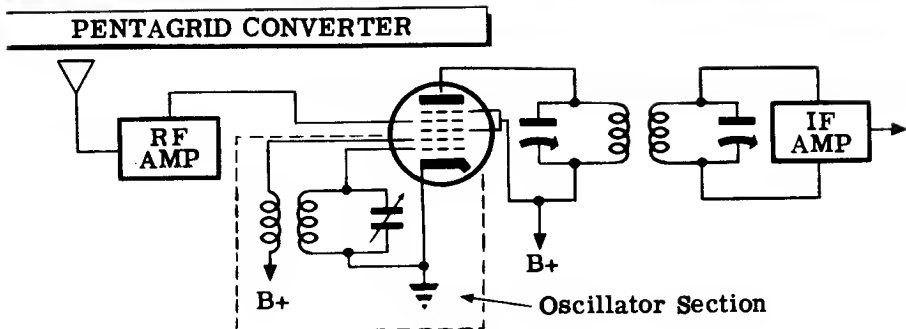 PENTAGRID CONVERTER
RF
AMP
IF
AMP
B+
B+
Oscillator Section